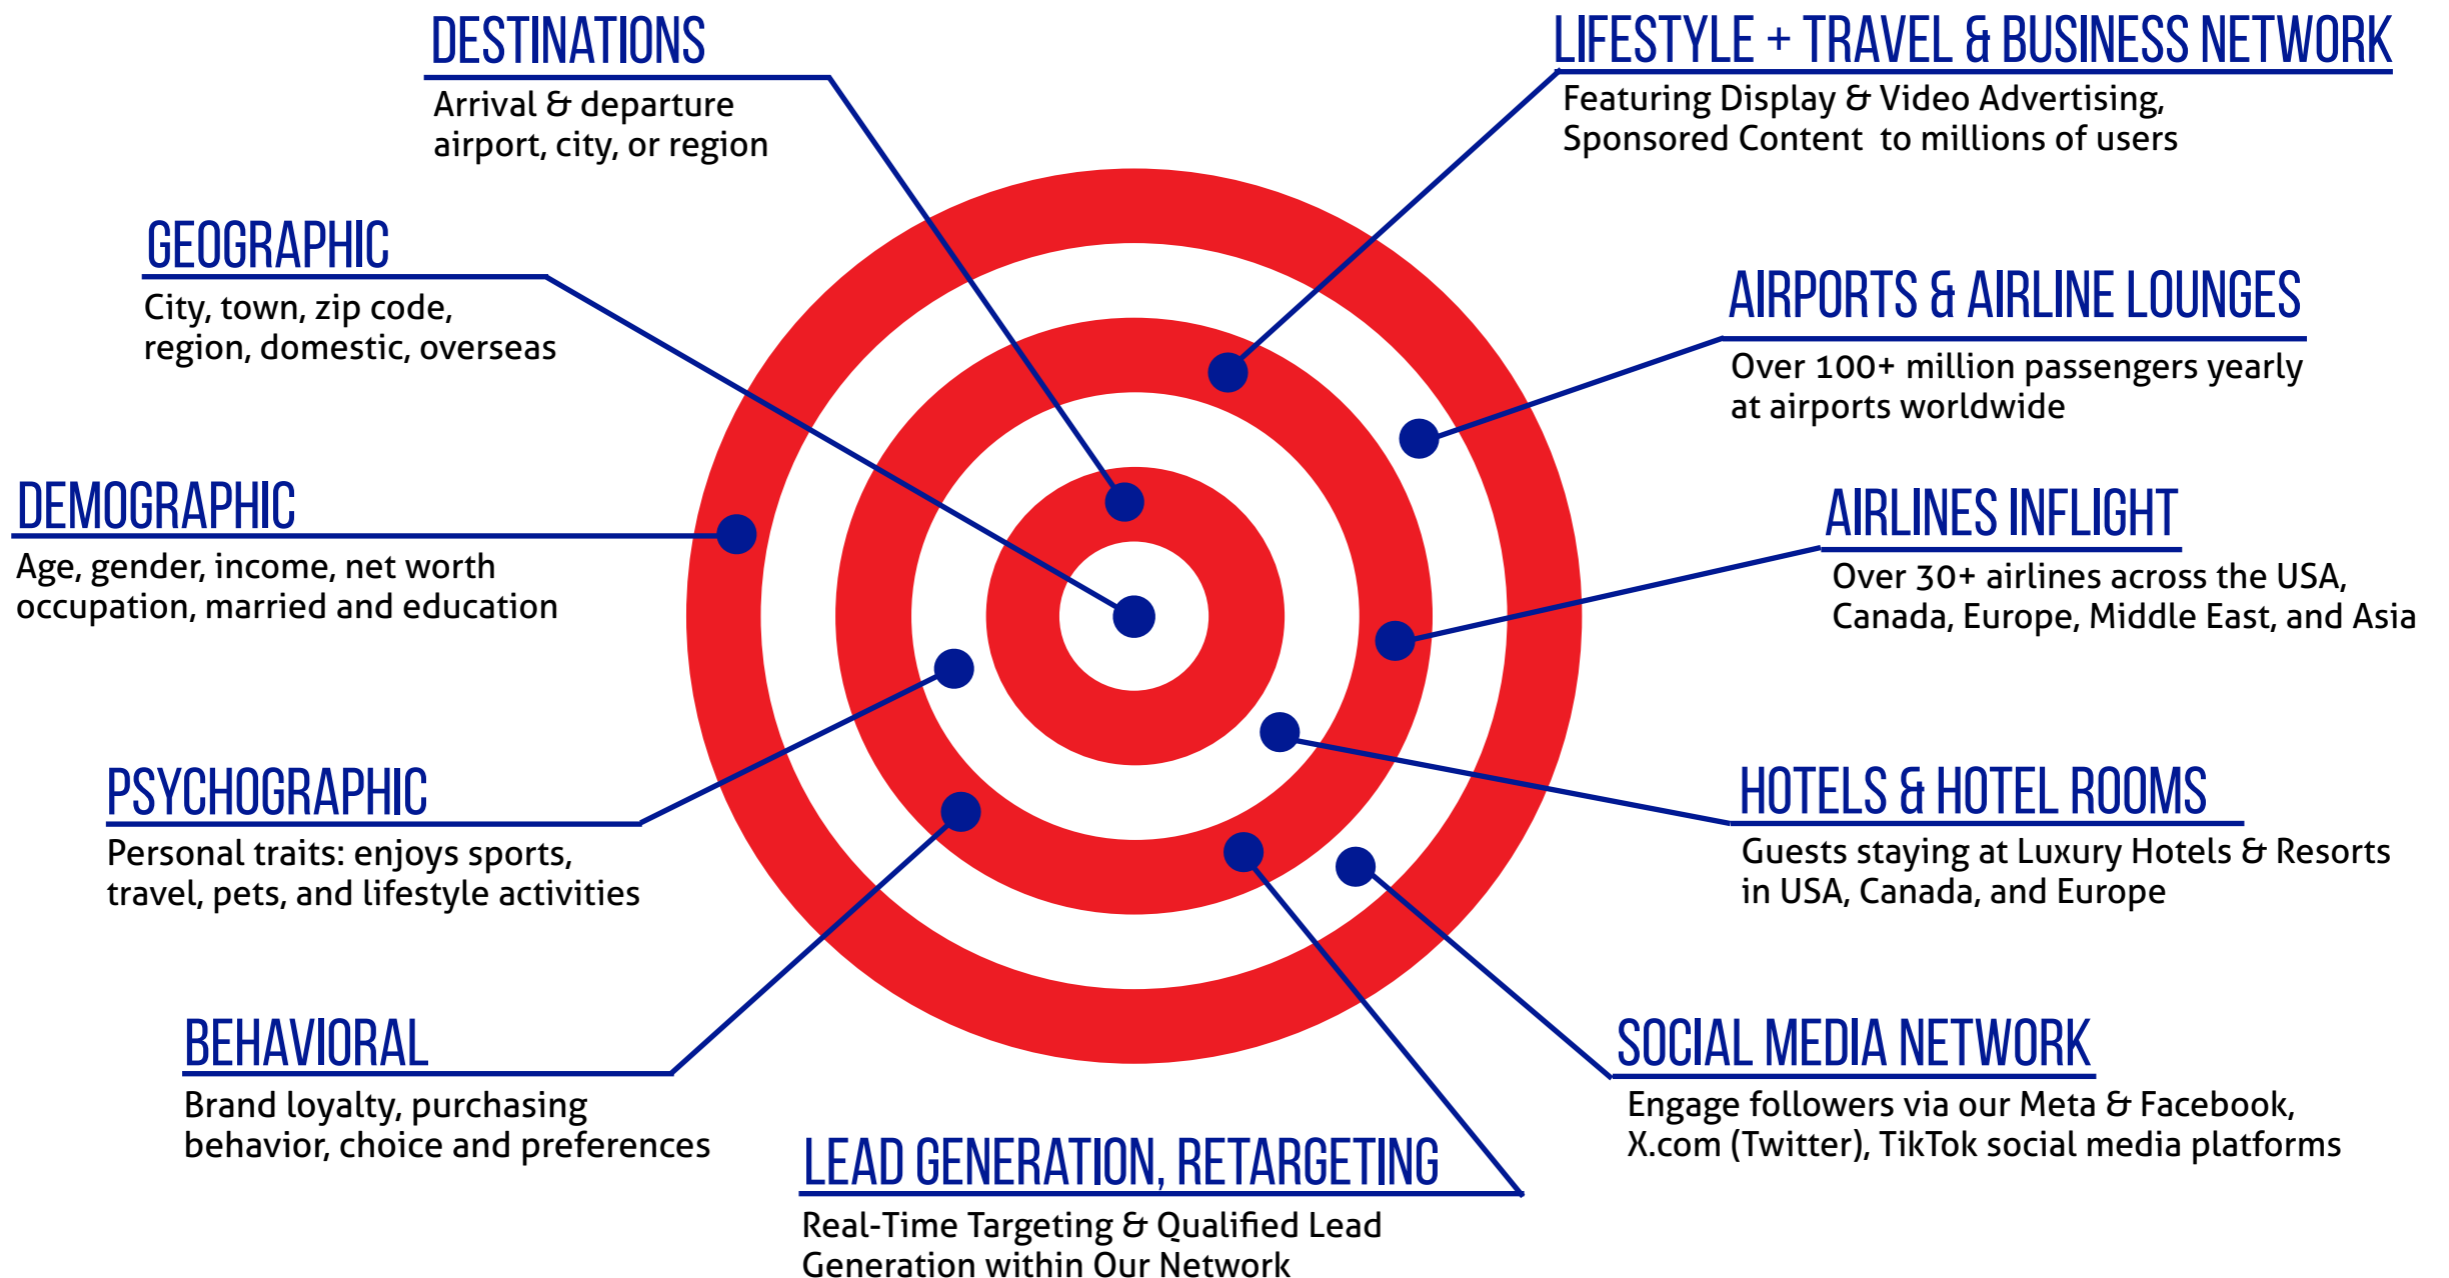 DESTINATIONS
Arrival & departure
airport, city, or region
GEOGRAPHIC
City, town, zip code,
region, domestic, overseas
DEMOGRAPHIC
Age, gender, income, net worth
occupation, married and education
PSYCHOGRAPHIC
Personal traits: enjoys sports,
travel, pets, and lifestyle activities
BEHAVIORAL
Brand loyalty, purchasing
behavior, choice and preferences
LEAD GENERATION, RETARGETING
Real-Time Targeting & Qualified Lead
Generation within Our Network
LIFESTYLE + TRAVEL & BUSINESS NETWORK
Featuring Display & Video Advertising,
Sponsored Content to millions of users
AIRPORTS & AIRLINE LOUNGES
Over 100+ million passengers yearly
at airports worldwide
AIRLINES INFLIGHT
Over 30+ airlines across the USA,
Canada, Europe, Middle East, and Asia
HOTELS & HOTEL ROOMS
Guests staying at Luxury Hotels & Resorts
in USA, Canada, and Europe
SOCIAL MEDIA NETWORK
Engage followers via our Meta & Facebook,
X.com (Twitter), TikTok social media platforms